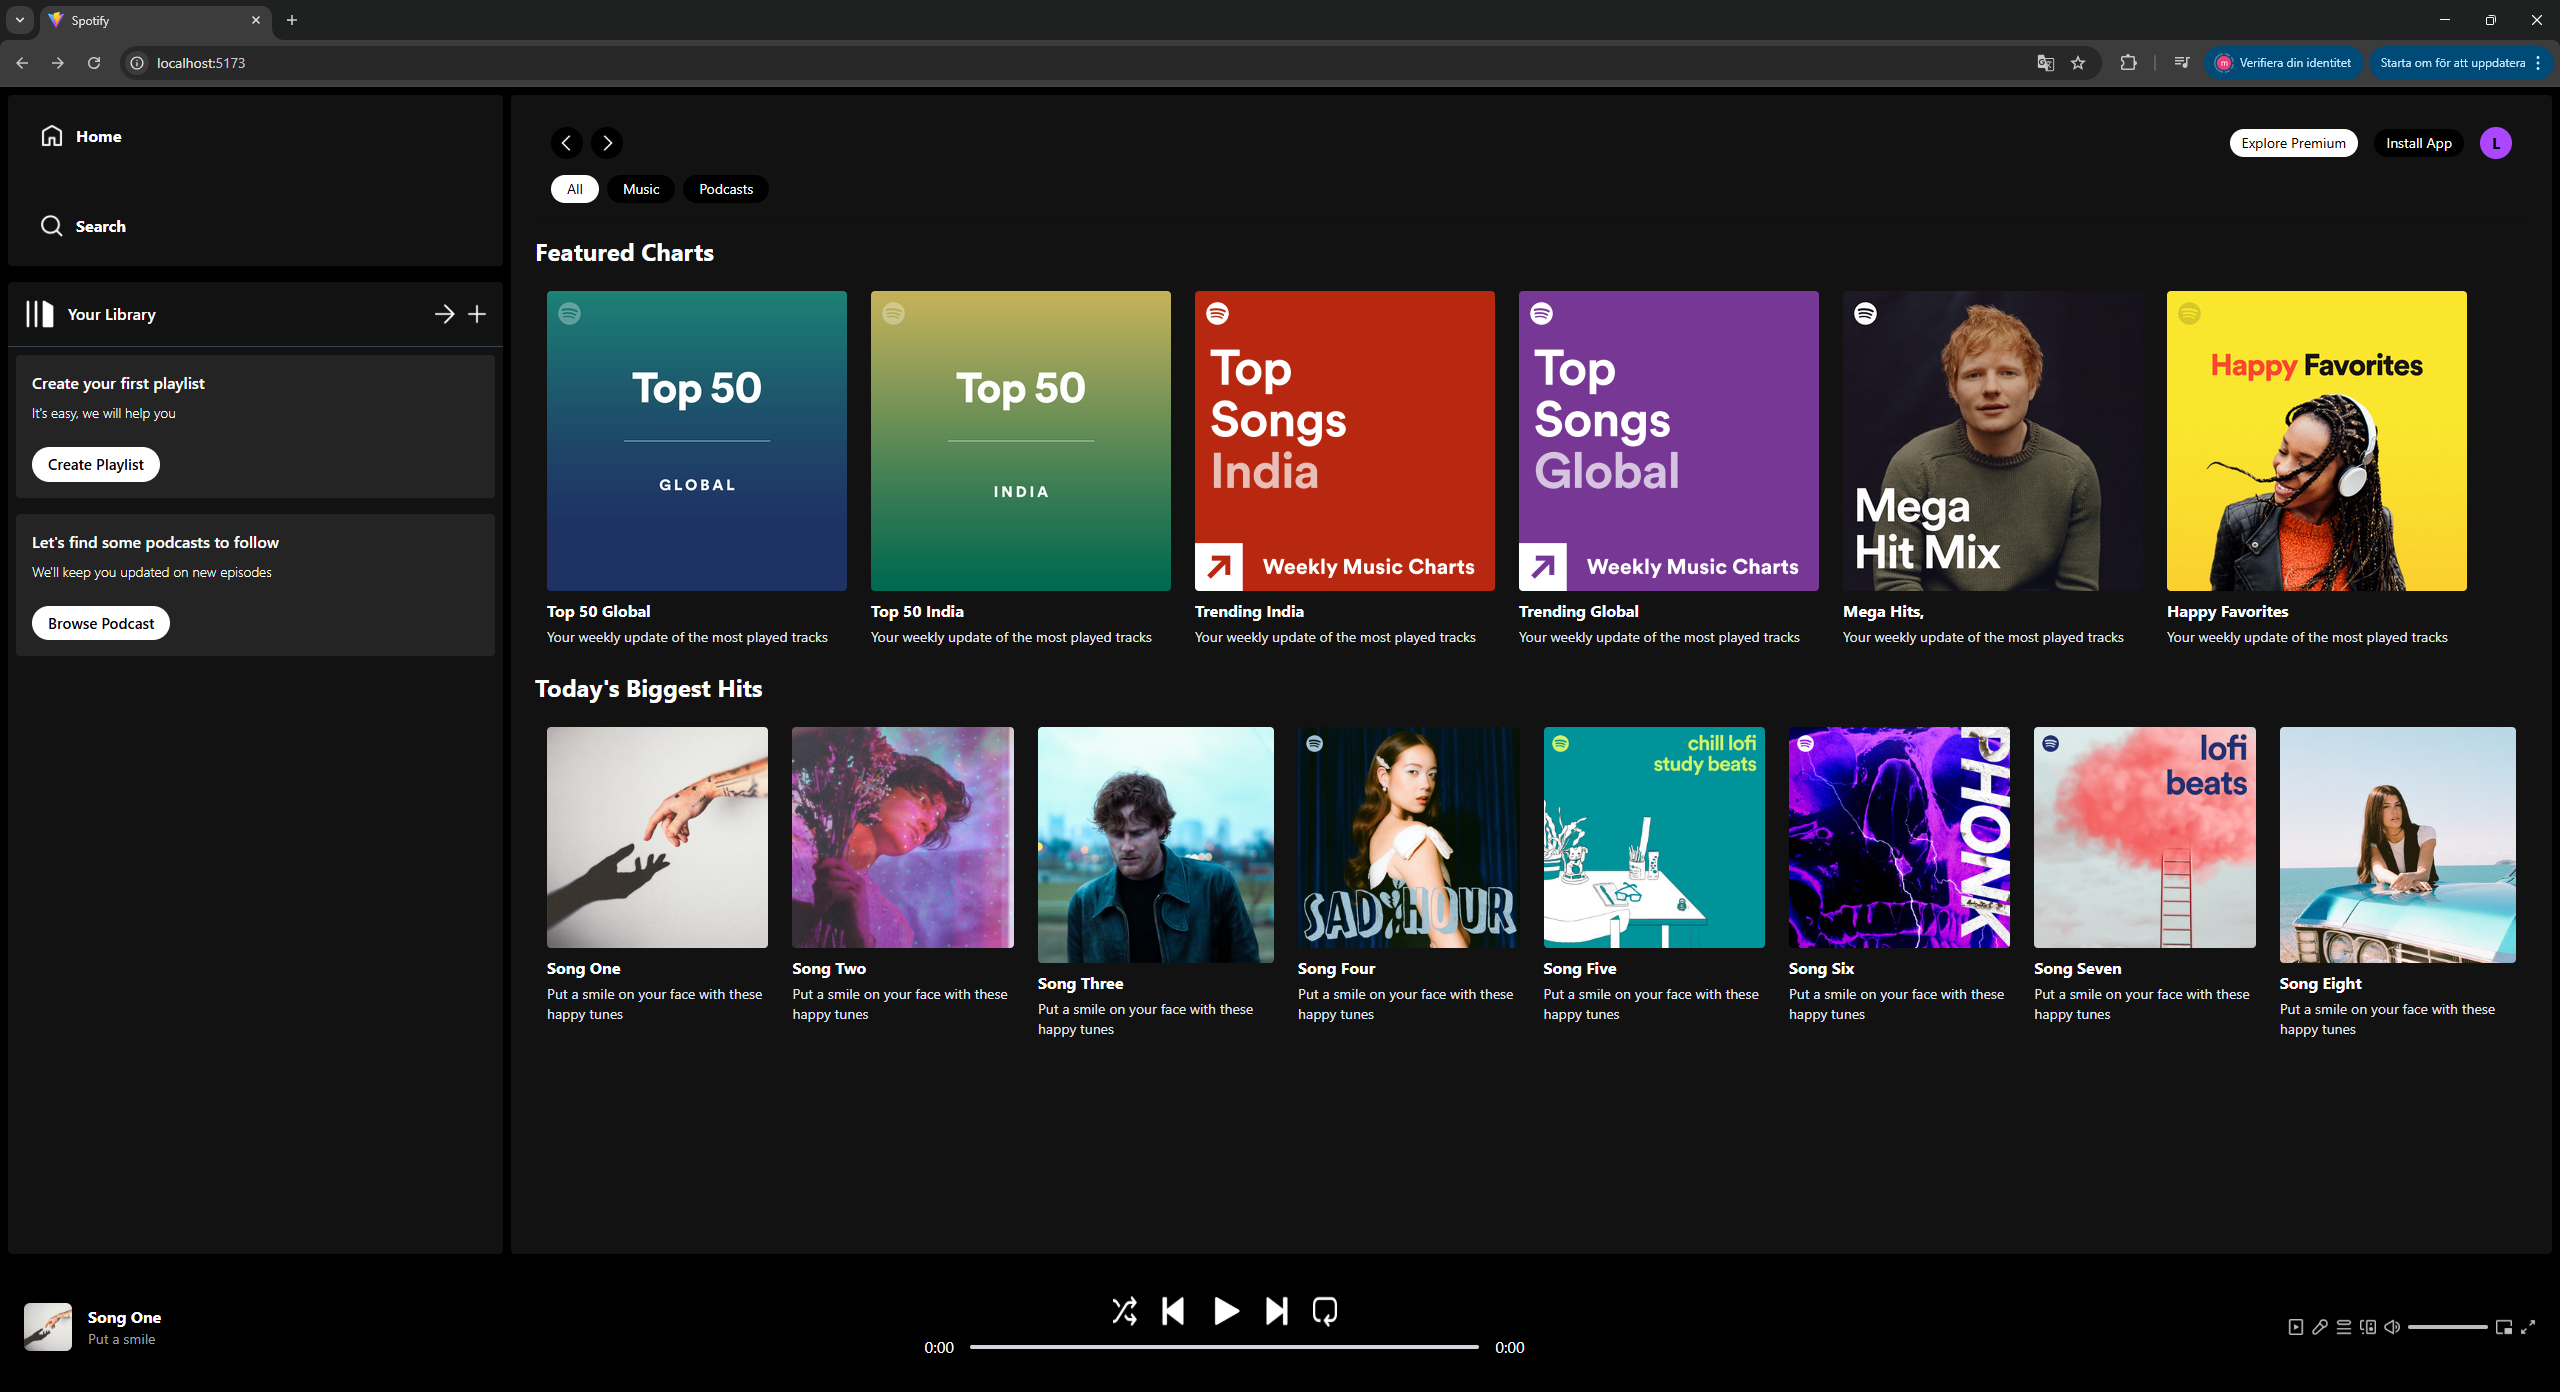 Spotify
localhost:5173
Verifiera din identitet
Starta om för att uppdatera
Home
Search
Your Library
Create your first playlist
It's easy, we will help you
Create Playlist
Let's find some podcasts to follow
We'll keep you updated on new episodes
Browse Podcast
Explore Premium
Install App
L
All
Music
Podcasts
Featured Charts
Top 50
GLOBAL
Top 50 Global
Your weekly update of the most played tracks
Top 50
INDIA
Top 50 India
Your weekly update of the most played tracks
Top
Songs
India
Weekly Music Charts
Trending India
Your weekly update of the most played tracks
Top
Songs
Global
Weekly Music Charts
Trending Global
Your weekly update of the most played tracks
Mega
Hit Mix
Mega Hits,
Your weekly update of the most played tracks
Happy Favorites
Happy Favorites
Your weekly update of the most played tracks
Today's Biggest Hits
Song One
Put a smile on your face with these
happy tunes
Song Two
Put a smile on your face with these
happy tunes
Song Three
Put a smile on your face with these
happy tunes
SAD HOUR
Song Four
Put a smile on your face with these
happy tunes
chill lofi
study beats
Song Five
Put a smile on your face with these
happy tunes
PHONK
Song Six
Put a smile on your face with these
happy tunes
lofi
beats
Song Seven
Put a smile on your face with these
happy tunes
Song Eight
Put a smile on your face with these
happy tunes
Song One
Put a smile
0:00
0:00